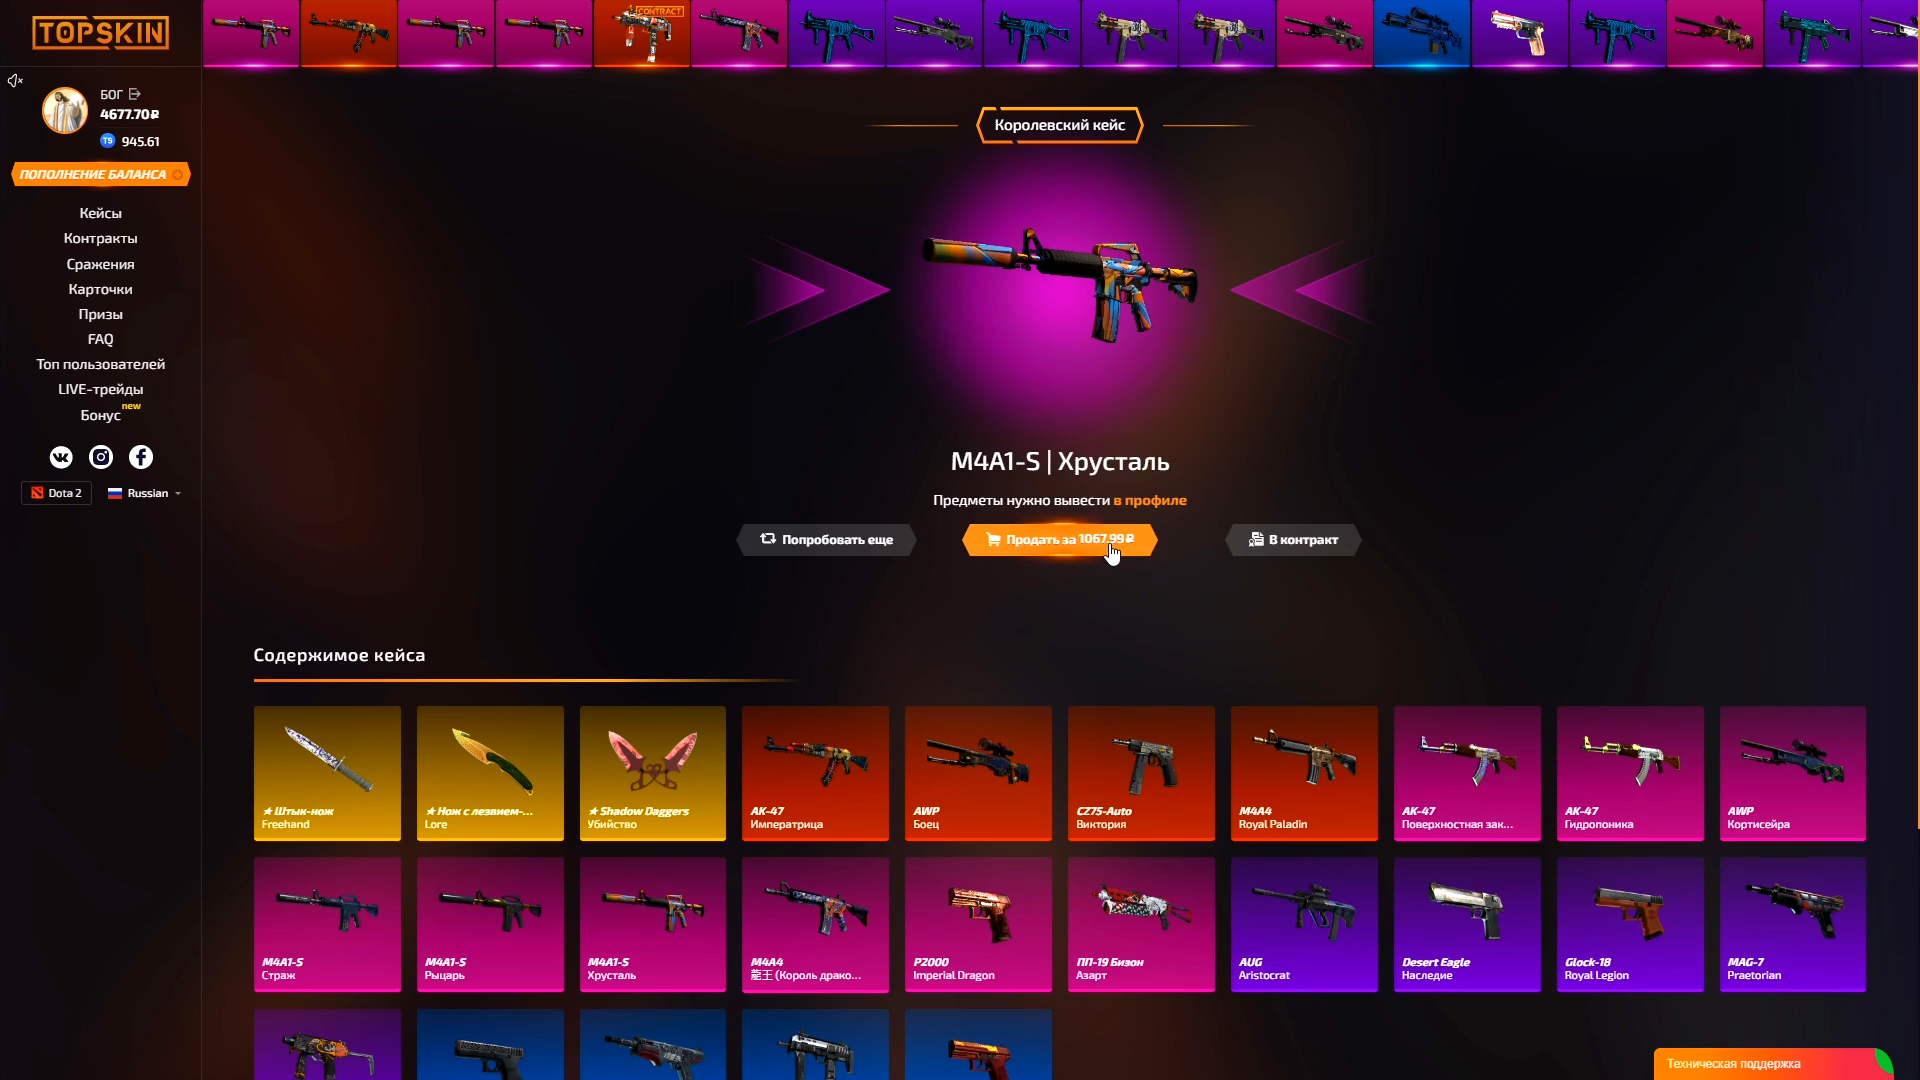 TOPSKIN
CONTRACT
БОГ
4677.70₽
TS 945.61
ПОПОЛНЕНИЕ БАЛАНСА
Кейсы
Контракты
Сражения
Карточки
Призы
FAQ
Топ пользователей
LIVE-трейды
Бонус new
Dota 2
Russian
Королевский кейс
M4A1-S | Хрусталь
Предметы нужно вывести в профиле
Попробовать еще
Продать за 1067.99₽
В контракт
Содержимое кейса
★ Штык-нож
Freehand
★ Нож с лезвием-...
Lore
★ Shadow Daggers
Убийство
AK-47
Императрица
AWP
Боец
CZ75-Auto
Виктория
M4A4
Royal Paladin
AK-47
Поверхностная зак...
AK-47
Гидропоника
AWP
Кортисейра
M4A1-S
Страж
M4A1-S
Рыцарь
M4A1-S
Хрусталь
M4A4
龍王 (Король драко...
P2000
Imperial Dragon
ПП-19 Бизон
Азарт
AUG
Aristocrat
Desert Eagle
Наследие
Glock-18
Royal Legion
MAG-7
Praetorian
Техническая поддержка